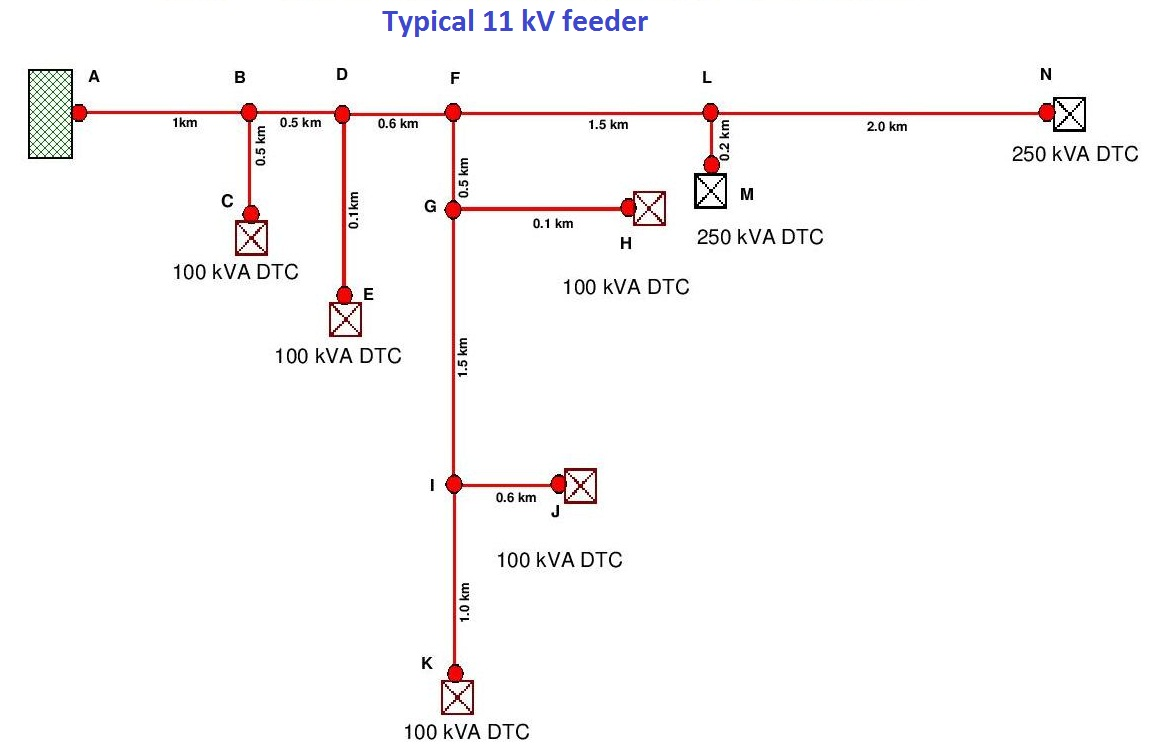 Typical 11 kV feeder
A
B
D
F
L
N
1km
0.5 km
0.6 km
1.5 km
2.0 km
0.5 km
0.2 km
250 kVA DTC
C
0.1km
0.5 km
M
G
0.1 km
H
250 kVA DTC
100 kVA DTC
100 kVA DTC
E
100 kVA DTC
1.5 km
I
0.6 km
J
100 kVA DTC
1.0 km
K
100 kVA DTC